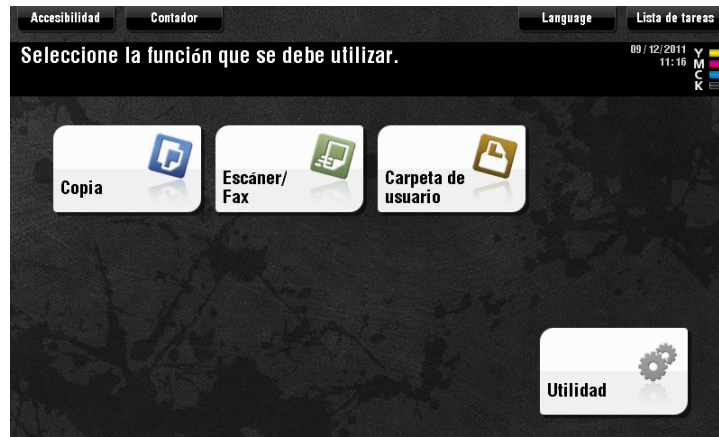 Accesibilidad Contador Language Lista de tareas
Seleccione la función que se debe utilizar.
09/12/2011
11:16
Y
M
C
K
Copia
Escáner/
Fax
Carpeta de
usuario
Utilidad